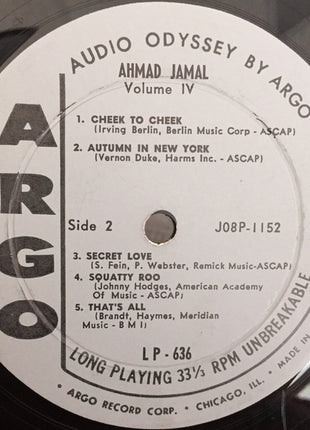 AUDIO ODYSSEY BY ARGO
AHMAD JAMAL
Volume IV
1. CHEEK TO CHEEK
(Irving Berlin, Berlin Music Corp - ASCAP)
2. AUTUMN IN NEW YORK
(Vernon Duke, Harms Inc. - ASCAP)
ARGO
Side 2
J08P-1152
3. SECRET LOVE
(S. Fein, P. Webster, Remick Music-ASCAP)
4. SQUATTY ROO
(Johnny Hodges, American Academy
Of Music - ASCAP)
5. THAT'S ALL
(Brandt, Haymes, Meridian
Music - B M I)
LP - 636
LONG PLAYING 33⅓ RPM UNBREAKABLE
ARGO RECORD CORP. • CHICAGO, ILL. • MADE IN